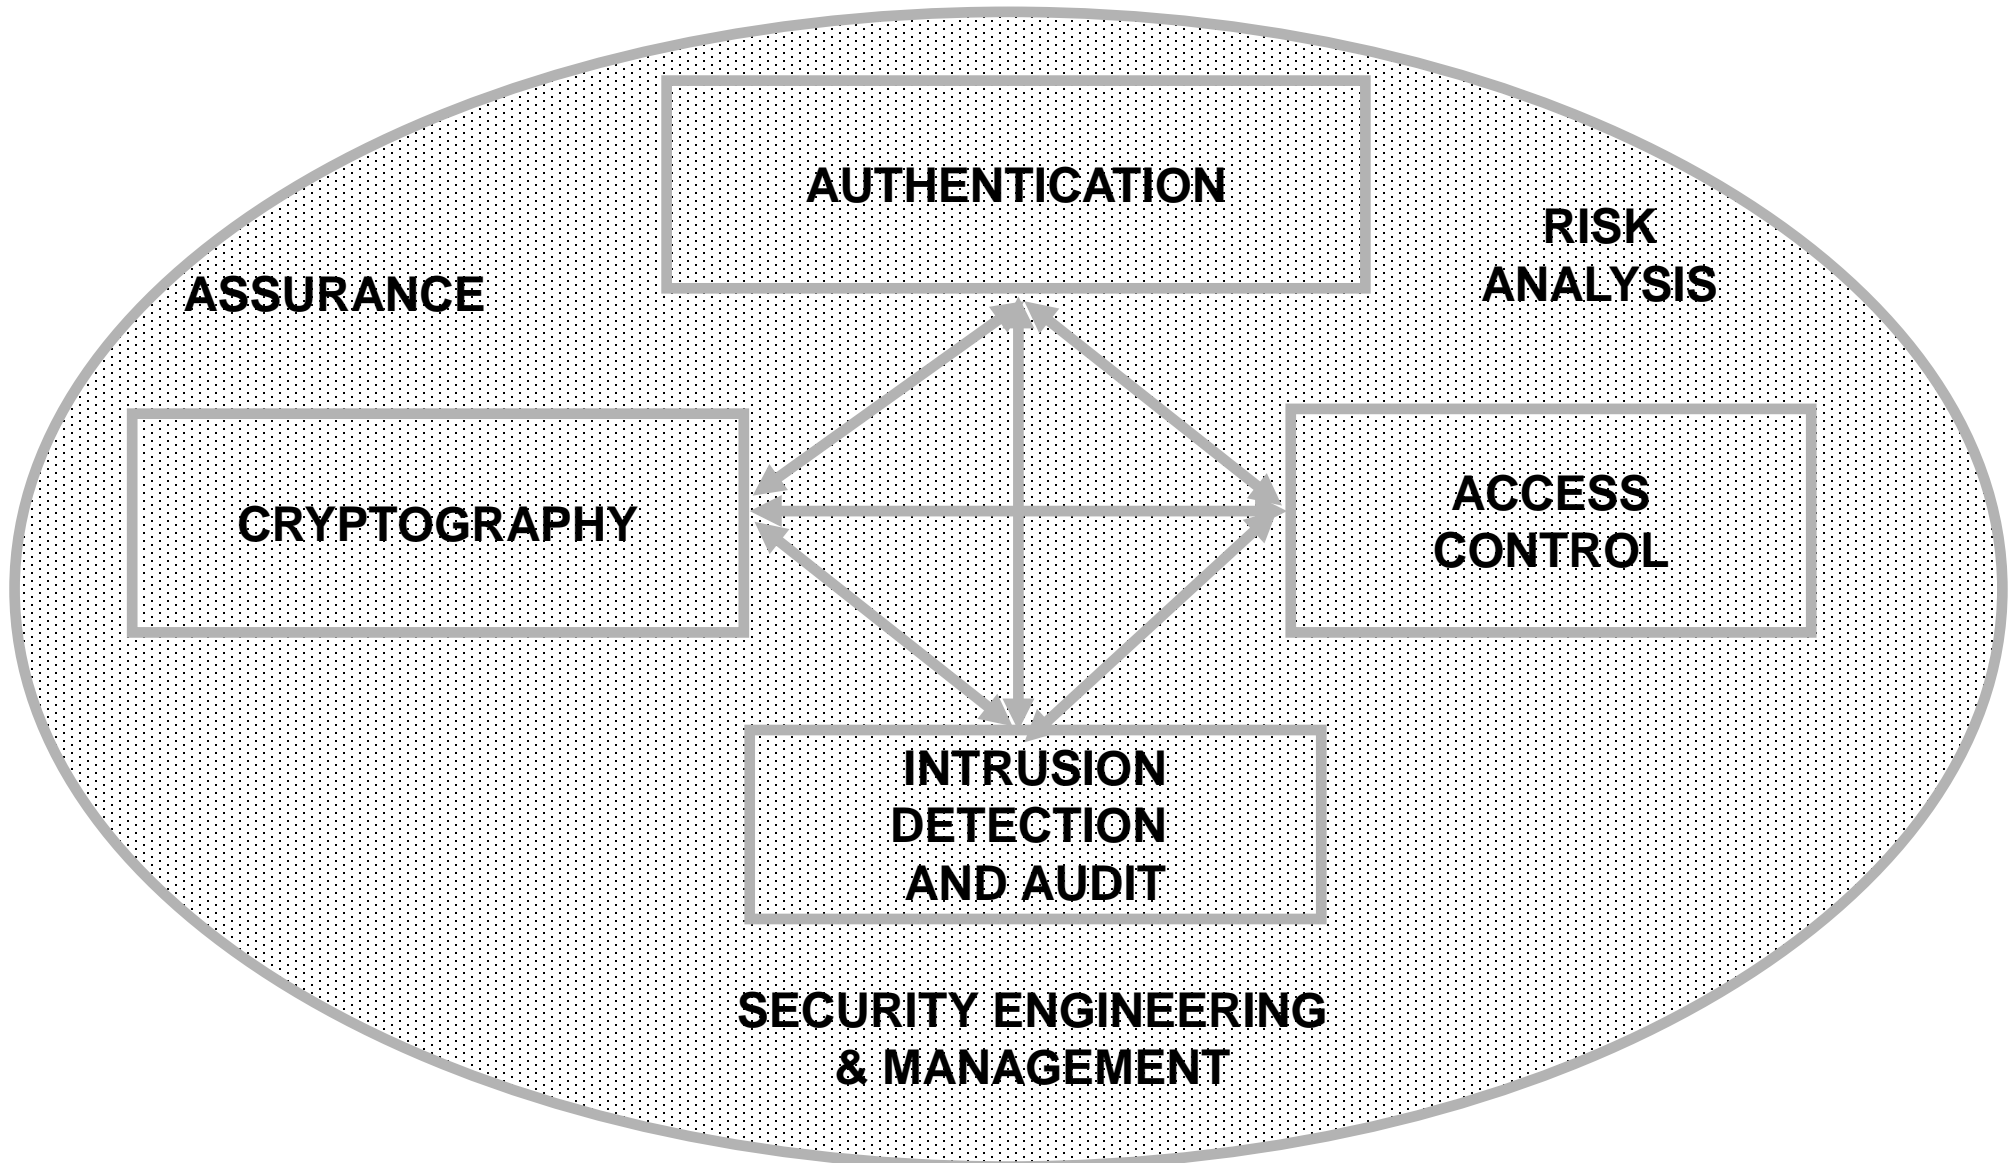 AUTHENTICATION
RISK
ANALYSIS
ASSURANCE
CRYPTOGRAPHY
ACCESS
CONTROL
INTRUSION
DETECTION
AND AUDIT
SECURITY ENGINEERING
& MANAGEMENT